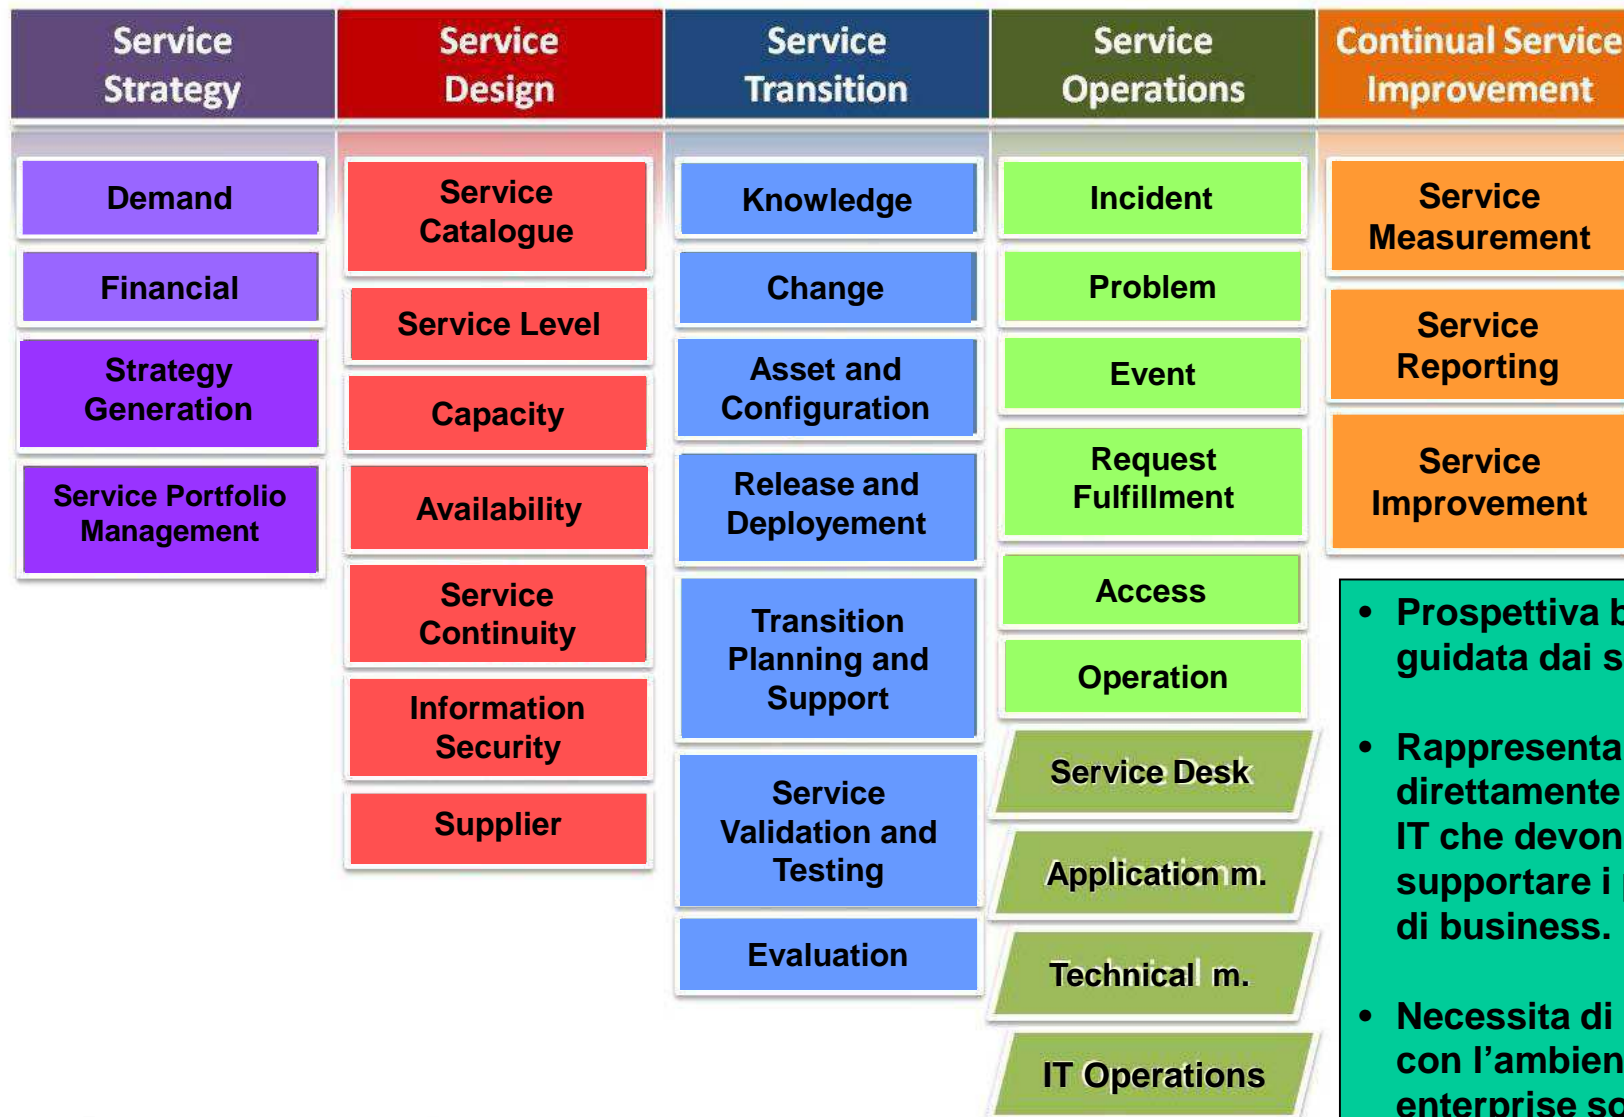 Service
Strategy
Service
Design
Service
Transition
Service
Operations
Continual Service
Improvement
Demand
Financial
Strategy
Generation
Service Portfolio
Management
Service
Catalogue
Service Level
Capacity
Availability
Service
Continuity
Information
Security
Supplier
Knowledge
Change
Asset and
Configuration
Release and
Deployement
Transition
Planning and
Support
Service
Validation and
Testing
Evaluation
Incident
Problem
Event
Request
Fulfillment
Access
Operation
Service Desk
Application m.
Technical m.
IT Operations
Service
Measurement
Service
Reporting
Service
Improvement
• Prospettiva
guidata dai
• Rappresenta
direttamente
IT che
supportare i
di business.
• Necessita di
con
enterprise